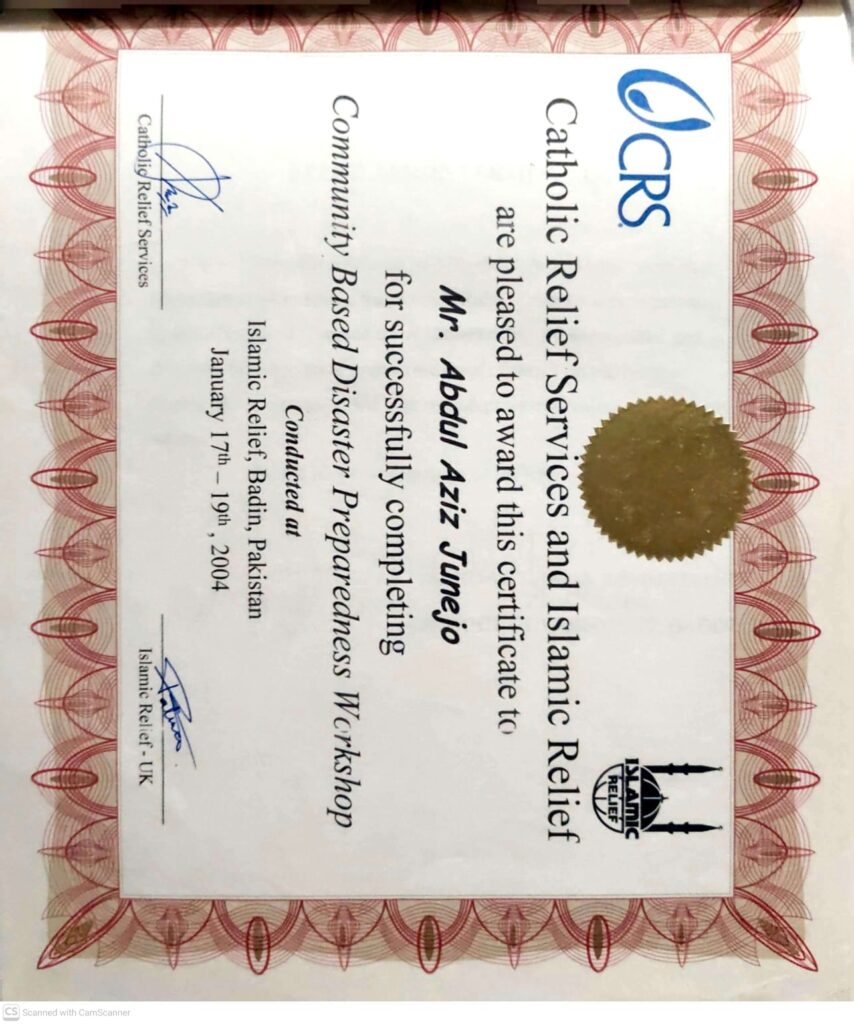 CRS
ISLAMIC
RELIEF
Catholic Relief Services and Islamic Relief
are pleased to award this certificate to
Mr Abdul Aziz Junejo
for successfully completing
Community Based Disaster Preparedness Workshop
Conducted at
Islamic Relief, Badin, Pakistan
January 17th – 19th, 2004
Catholic Relief Services
Islamic Relief - UK
CS Scanned with CamScanner